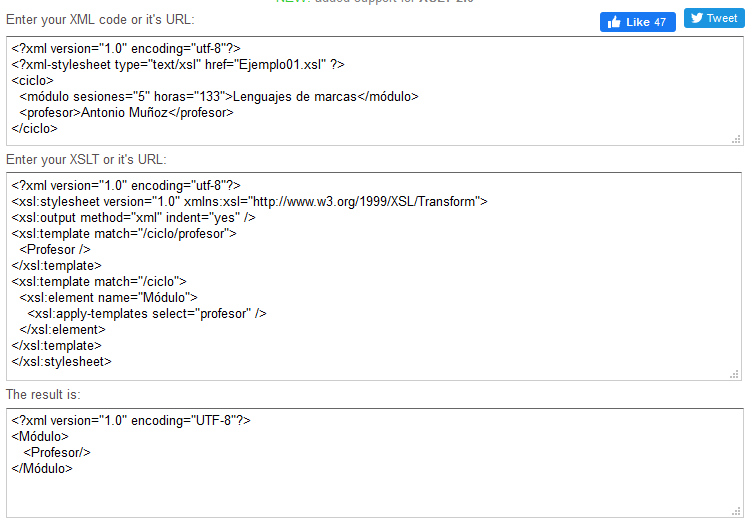 NEW: added support for XSLT 2.0
Enter your XML code or it's URL:
Like 47
Tweet
<?xml version="1.0" encoding="utf-8"?>
<?xml-stylesheet type="text/xsl" href="Ejemplo01.xsl" ?>
<ciclo>
  <módulo sesiones="5" horas="133">Lenguajes de marcas</módulo>
  <profesor>Antonio Muñoz</profesor>
</ciclo>
Enter your XSLT or it's URL:
<?xml version="1.0" encoding="utf-8"?>
<xsl:stylesheet version="1.0" xmlns:xsl="http://www.w3.org/1999/XSL/Transform">
<xsl:output method="xml" indent="yes" />
<xsl:template match="/ciclo/profesor">
  <Profesor />
</xsl:template>
<xsl:template match="/ciclo">
  <xsl:element name="Módulo">
    <xsl:apply-templates select="profesor" />
  </xsl:element>
</xsl:template>
</xsl:stylesheet>
The result is:
<?xml version="1.0" encoding="UTF-8"?>
<Módulo>
   <Profesor/>
</Módulo>